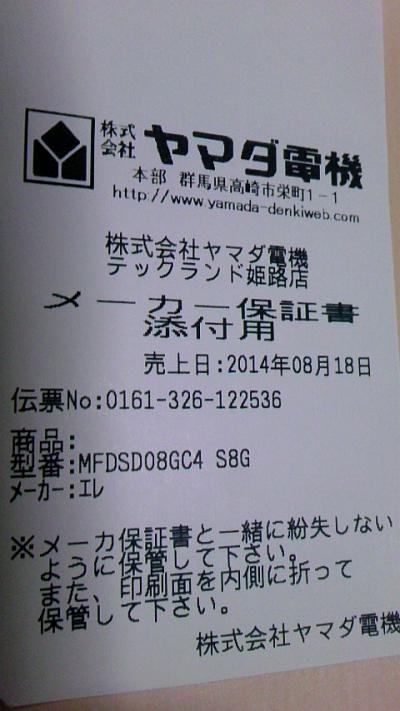 株式会社 ヤマダ電機
本部 群馬県高崎市栄町1-1
http://www.yamada-denkiweb.com
株式会社ヤマダ電機
テックランド姫路店
メーカー保証書
添付用
売上日:2014年08月18日
伝票No:0161-326-122536
商品:
型番:MFDSD08GC4 S8G
ﾒｰｶｰ:ｴﾚ
※メーカ保証書と一緒に紛失しない
ように保管して下さい。
また、印刷面を内側に折って
保管して下さい。
株式会社ヤマダ電機